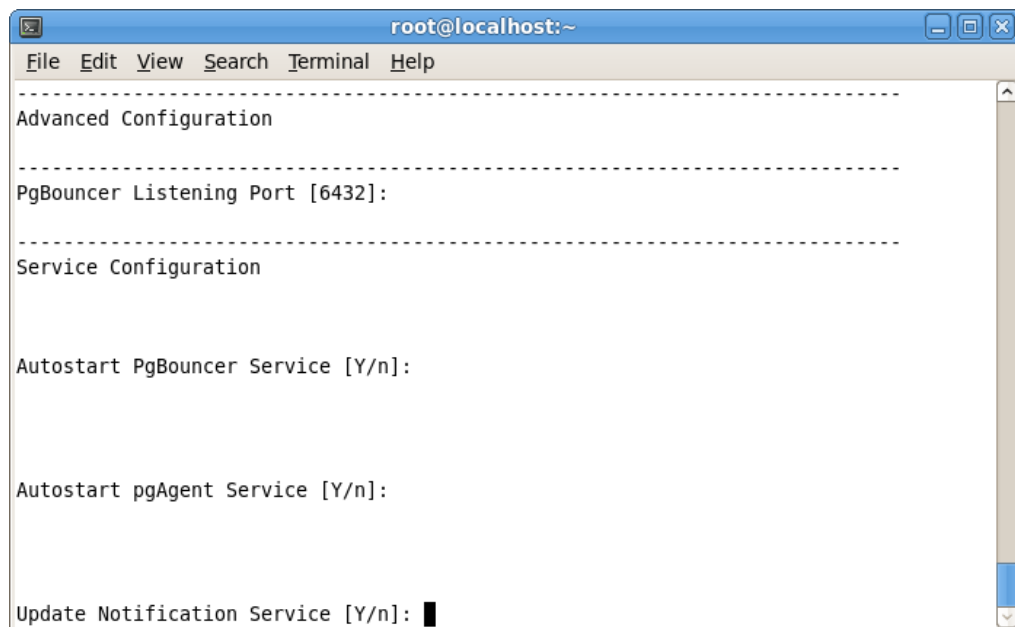 root@localhost:~
File Edit View Search Terminal Help
---------------------------------------------------------------------------
Advanced Configuration
---------------------------------------------------------------------------
PgBouncer Listening Port [6432]:
---------------------------------------------------------------------------
Service Configuration
Autostart PgBouncer Service [Y/n]:
Autostart pgAgent Service [Y/n]:
Update Notification Service [Y/n]: